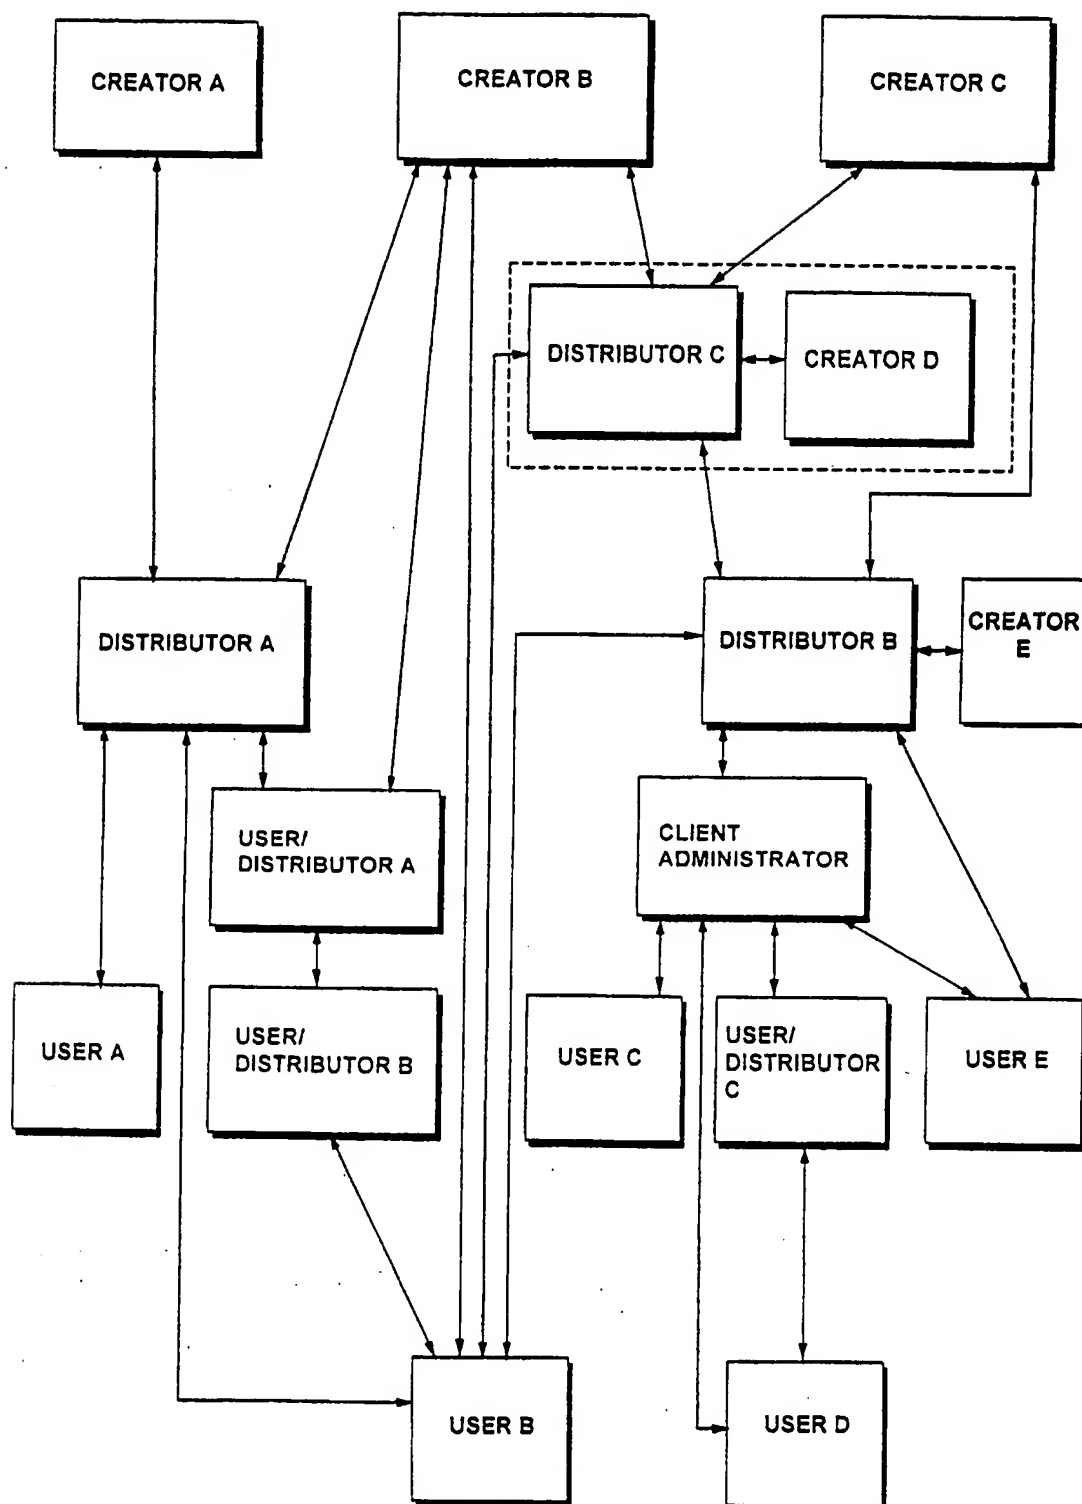 CREATOR A
CREATOR B
CREATOR C
DISTRIBUTOR C
CREATOR D
DISTRIBUTOR A
DISTRIBUTOR B
CREATOR
E
USER/
DISTRIBUTOR A
CLIENT
ADMINISTRATOR
USER A
USER/
DISTRIBUTOR B
USER C
USER/
DISTRIBUTOR
C
USER E
USER B
USER D